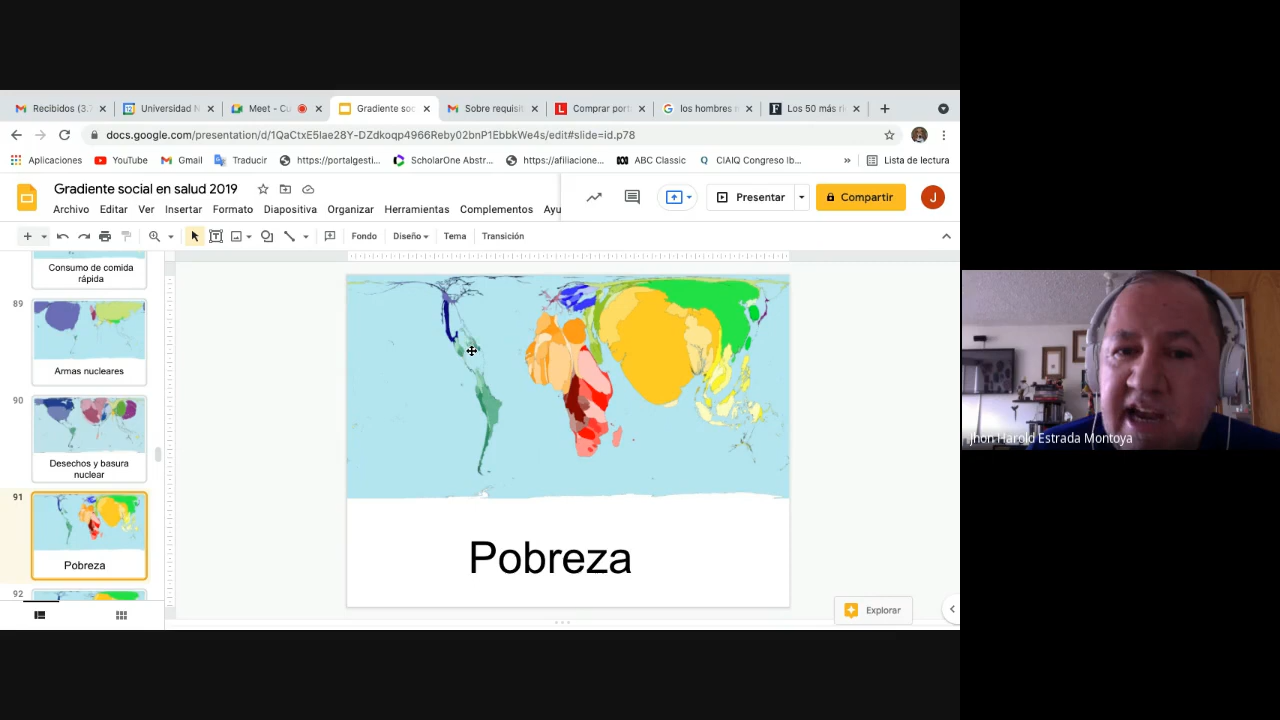 Recibidos (3.
Universidad N
Meet - Cu
Gradiente soc
Sobre requisit
Comprar port
los hombres m
Los 50 más ri
docs.google.com/presentation/d/1QaCtxE5Iae28Y-DZdkoqp4966Reby02bnP1EbbkWe4s/edit#slide=id.p78
Aplicaciones
YouTube
Gmail
Traducir
https://portalgesti...
ScholarOne Abstr...
https://afiliacione...
ABC Classic
CIAIQ Congreso Ib...
»
Lista de lectura
Gradiente social en salud 2019
Presentar
Compartir
J
Archivo Editar Ver Insertar Formato Diapositiva Organizar Herramientas Complementos Ayu
Fondo Diseño Tema Transición
Consumo de comida
rápida
89
Armas nucleares
90
Desechos y basura
nuclear
91
Pobreza
92
Pobreza
Explorar
Jhon Harold Estrada Montoya